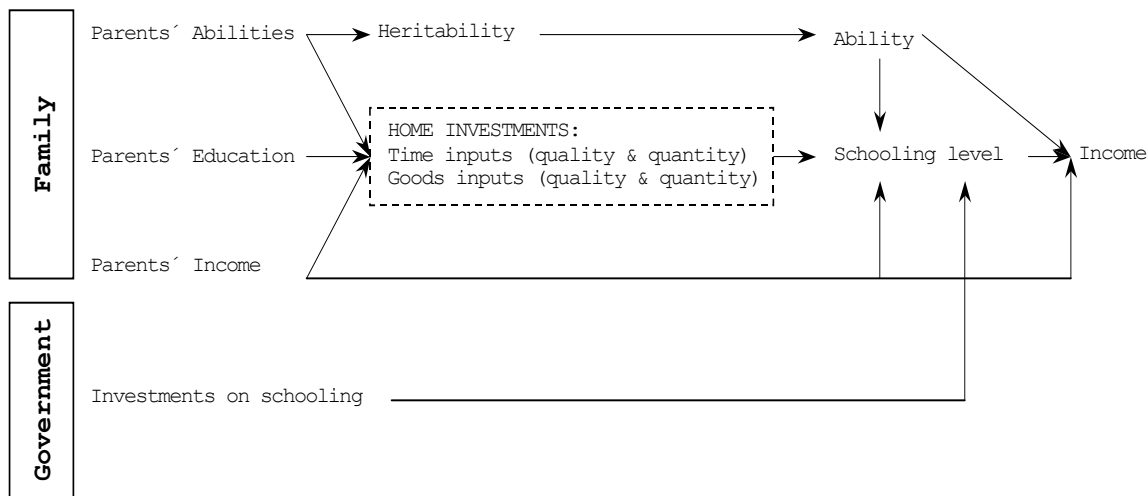 Family
Parents´ Abilities
Heritability
Ability
HOME INVESTMENTS:
Time inputs (quality & quantity)
Goods inputs (quality & quantity)
Parents´ Education
Schooling level
Income
Parents´ Income
Government
Investments on schooling